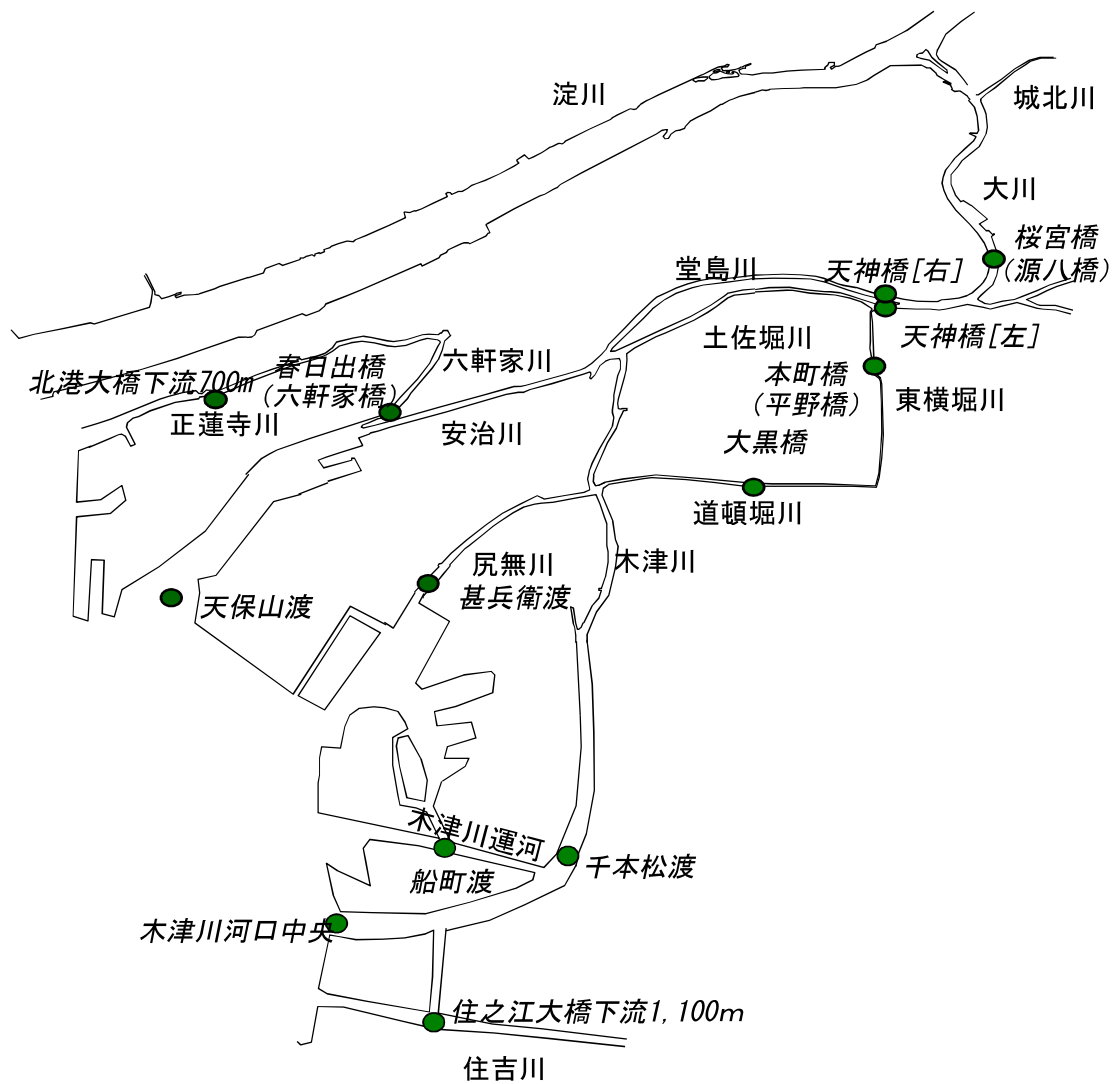 淀川
城北川
大川
桜宮橋
(源八橋)
堂島川
天神橋[右]
天神橋[左]
土佐堀川
六軒家川
春日出橋
(六軒家橋)
北港大橋下流700m
正蓮寺川
安治川
本町橋
(平野橋)
東横堀川
大黒橋
道頓堀川
尻無川
木津川
甚兵衛渡
天保山渡
木津川運河
千本松渡
船町渡
木津川河口中央
住之江大橋下流1,100m
住吉川